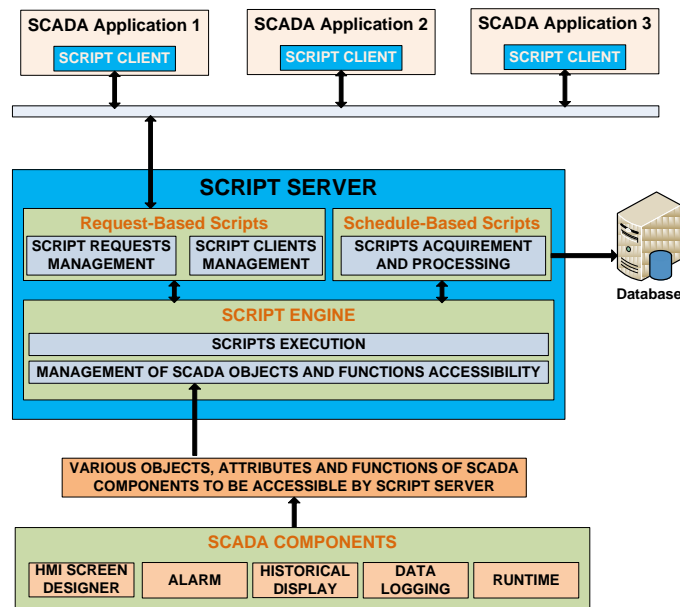 SCADA Application 1
SCRIPT CLIENT
SCADA Application 2
SCRIPT CLIENT
SCADA Application 3
SCRIPT CLIENT
SCRIPT SERVER
Request-Based Scripts
SCRIPT REQUESTS
MANAGEMENT
SCRIPT CLIENTS
MANAGEMENT
Schedule-Based Scripts
SCRIPTS ACQUIREMENT
AND PROCESSING
Database
SCRIPT ENGINE
SCRIPTS EXECUTION
MANAGEMENT OF SCADA OBJECTS AND FUNCTIONS ACCESSIBILITY
VARIOUS OBJECTS, ATTRIBUTES AND FUNCTIONS OF SCADA
COMPONENTS TO BE ACCESSIBLE BY SCRIPT SERVER
SCADA COMPONENTS
HMI SCREEN
DESIGNER
ALARM
HISTORICAL
DISPLAY
DATA
LOGGING
RUNTIME